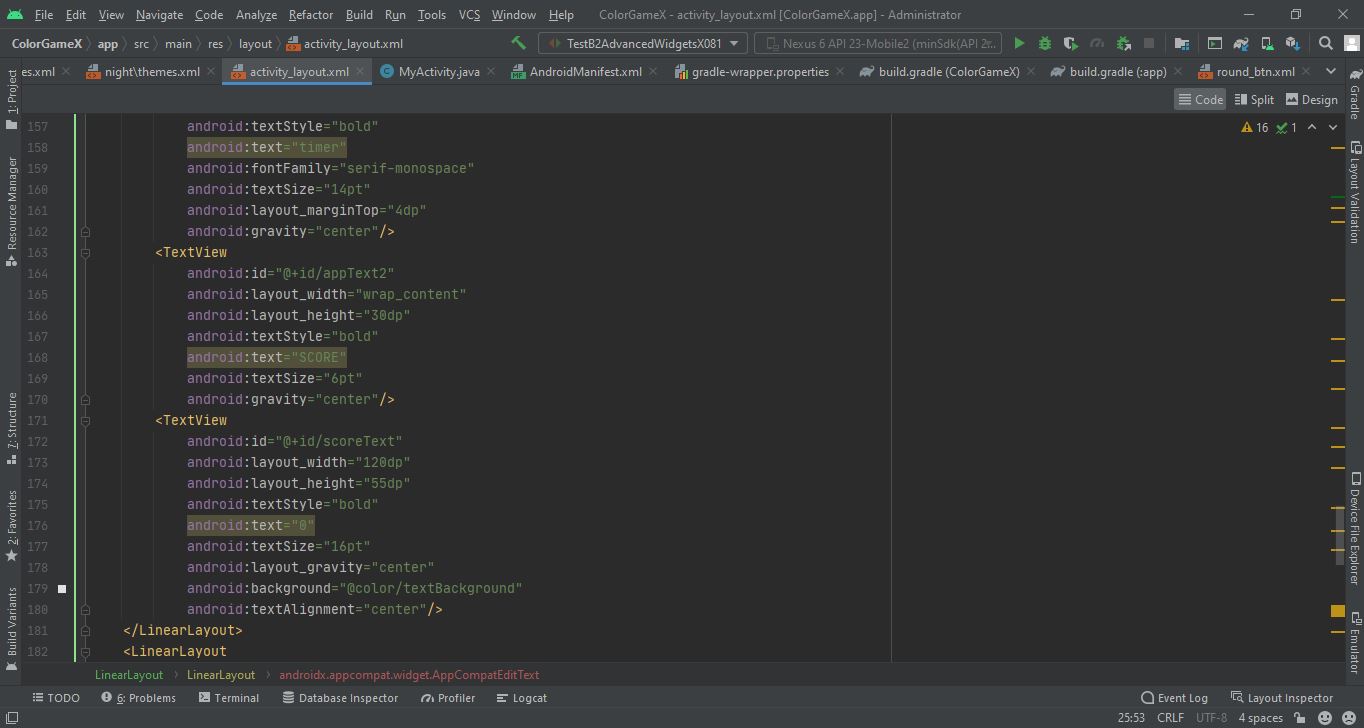 File Edit View Navigate Code Analyze Refactor Build Run Tools VCS Window Help ColorGameX - activity_layout.xml [ColorGameX.app] - Administrator
ColorGameX app src main res layout activity_layout.xml TestB2AdvancedWidgetsX081 Nexus 6 API 23-Mobile2 (minSdk(API 2
es.xml night\themes.xml activity_layout.xml MyActivity.java AndroidManifest.xml gradle-wrapper.properties build.gradle (ColorGameX) build.gradle (:app) round_btn.xml
Code Split Design
16 1
1: Project
Resource Manager
7: Structure
2: Favorites
Build Variants
157 android:textStyle="bold"
158 android:text="timer"
159 android:fontFamily="serif-monospace"
160 android:textSize="14pt"
161 android:layout_marginTop="4dp"
162 android:gravity="center"/>
163 <TextView
164 android:id="@+id/appText2"
165 android:layout_width="wrap_content"
166 android:layout_height="30dp"
167 android:textStyle="bold"
168 android:text="SCORE"
169 android:textSize="6pt"
170 android:gravity="center"/>
171 <TextView
172 android:id="@+id/scoreText"
173 android:layout_width="120dp"
174 android:layout_height="55dp"
175 android:textStyle="bold"
176 android:text="0"
177 android:textSize="16pt"
178 android:layout_gravity="center"
179 android:background="@color/textBackground"
180 android:textAlignment="center"/>
181 </LinearLayout>
182 <LinearLayout
Gradle
Layout Validation
Device File Explorer
Emulator
LinearLayout LinearLayout androidx.appcompat.widget.AppCompatEditText
TODO 6: Problems Terminal Database Inspector Profiler Logcat Event Log Layout Inspector
25:53 CRLF UTF-8 4 spaces